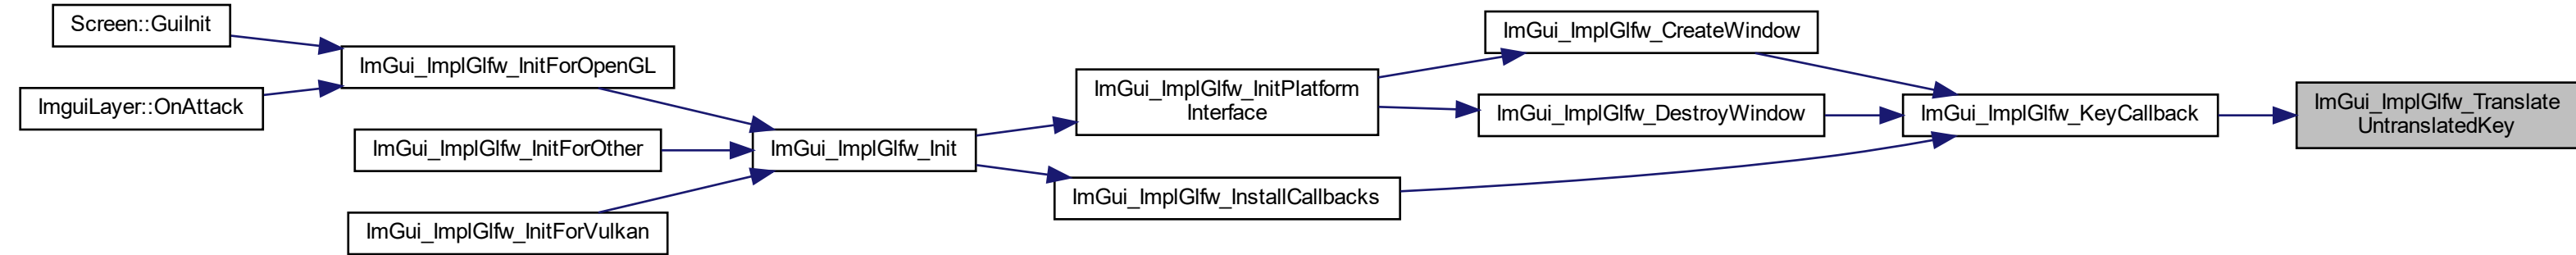 Screen::GuiInit
ImguiLayer::OnAttack
ImGui_ImplGlfw_InitForOpenGL
ImGui_ImplGlfw_InitForOther
ImGui_ImplGlfw_InitForVulkan
ImGui_ImplGlfw_Init
ImGui_ImplGlfw_InitPlatform
Interface
ImGui_ImplGlfw_InstallCallbacks
ImGui_ImplGlfw_CreateWindow
ImGui_ImplGlfw_DestroyWindow
ImGui_ImplGlfw_KeyCallback
ImGui_ImplGlfw_Translate
UntranslatedKey